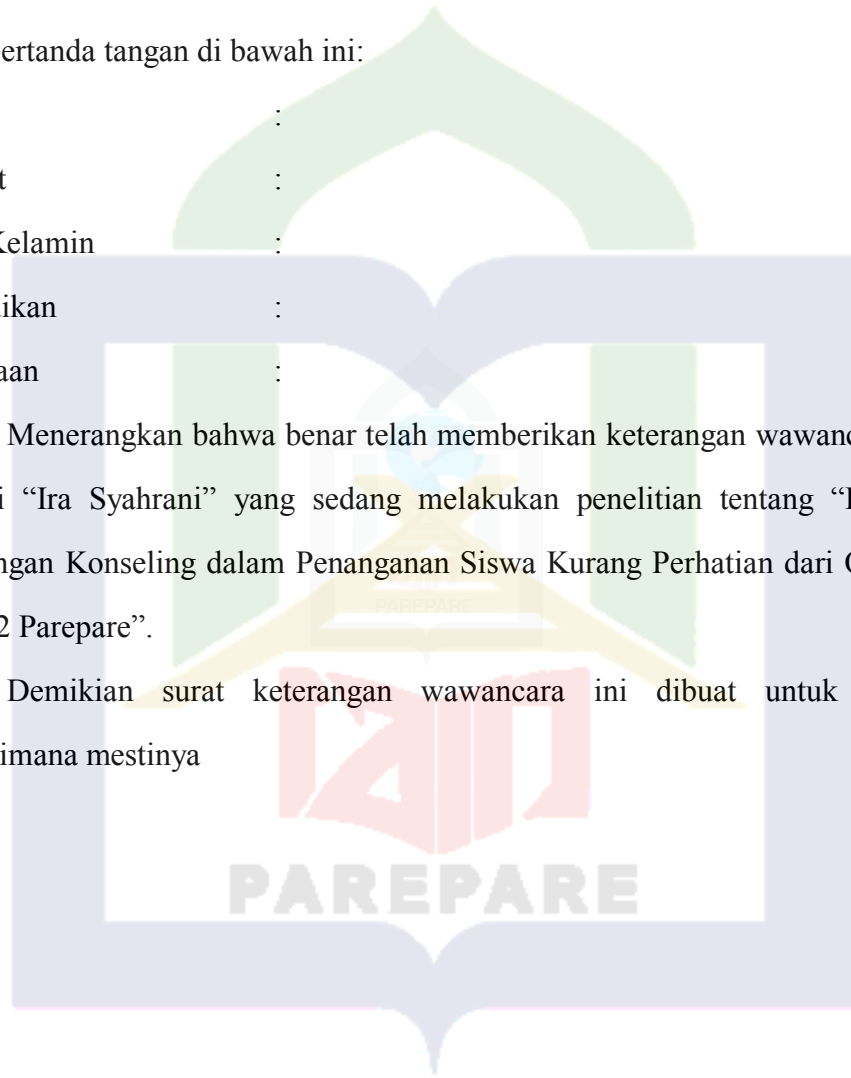 bertanda tangan di bawah ini:
:
t :
Kelamin :
ikan :
aan :
Menerangkan bahwa benar telah memberikan keterangan wawanc
i “Ira Syahrani” yang sedang melakukan penelitian tentang “
ngan Konseling dalam Penanganan Siswa Kurang Perhatian dari
2 Parepare”.
Demikian surat keterangan wawancara ini dibuat untuk
imana mestinya
PAREPARE
PAREPARE